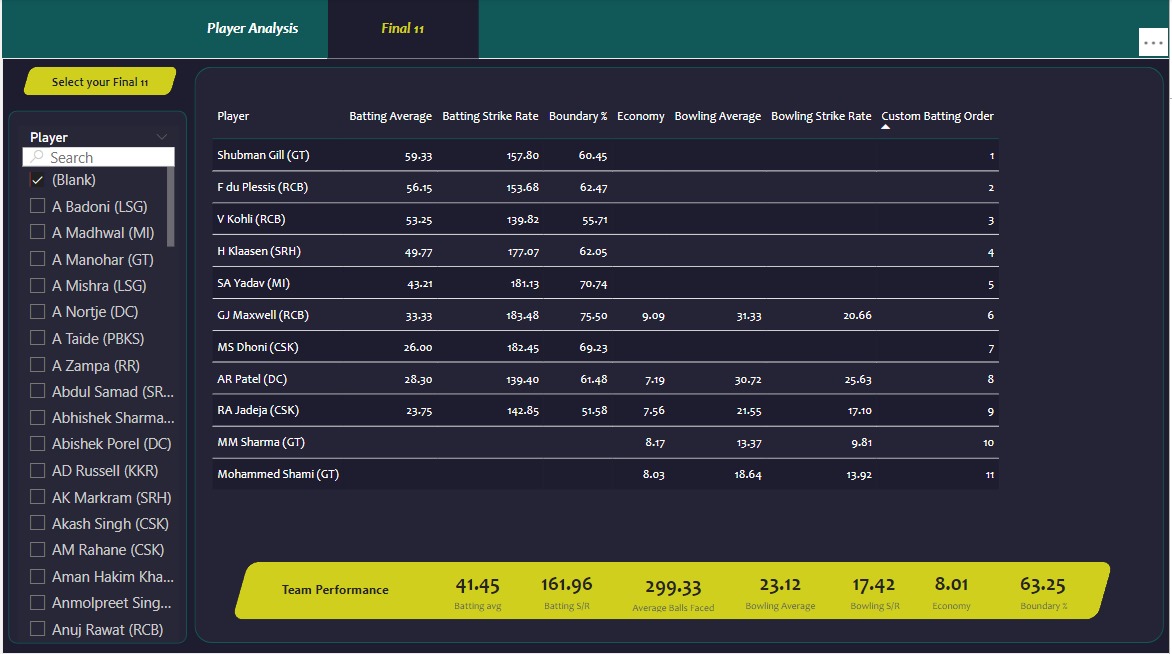 Player Analysis Final 11
Select your Final 11
Player
Search
(Blank)
A Badoni (LSG)
A Madhwal (MI)
A Manohar (GT)
A Mishra (LSG)
A Nortje (DC)
A Taide (PBKS)
A Zampa (RR)
Abdul Samad (SR...
Abhishek Sharma...
Abishek Porel (DC)
AD Russell (KKR)
AK Markram (SRH)
Akash Singh (CSK)
AM Rahane (CSK)
Aman Hakim Kha...
Anmolpreet Sing...
Anuj Rawat (RCB)
Player Batting Average Batting Strike Rate Boundary % Economy Bowling Average Bowling Strike Rate Custom Batting Order
Shubman Gill (GT) 59.33 157.80 60.45 1
F du Plessis (RCB) 56.15 153.68 62.47 2
V Kohli (RCB) 53.25 139.82 55.71 3
H Klaasen (SRH) 49.77 177.07 62.05 4
SA Yadav (MI) 43.21 181.13 70.74 5
GJ Maxwell (RCB) 33.33 183.48 75.50 9.09 31.33 20.66 6
MS Dhoni (CSK) 26.00 182.45 69.23 7
AR Patel (DC) 28.30 139.40 61.48 7.19 30.72 25.63 8
RA Jadeja (CSK) 23.75 142.85 51.58 7.56 21.55 17.10 9
MM Sharma (GT) 8.17 13.37 9.81 10
Mohammed Shami (GT) 8.03 18.64 13.92 11
Team Performance
41.45 161.96 299.33 23.12 17.42 8.01 63.25
Batting avg Batting S/R Average Balls Faced Bowling Average Bowling S/R Economy Boundary %